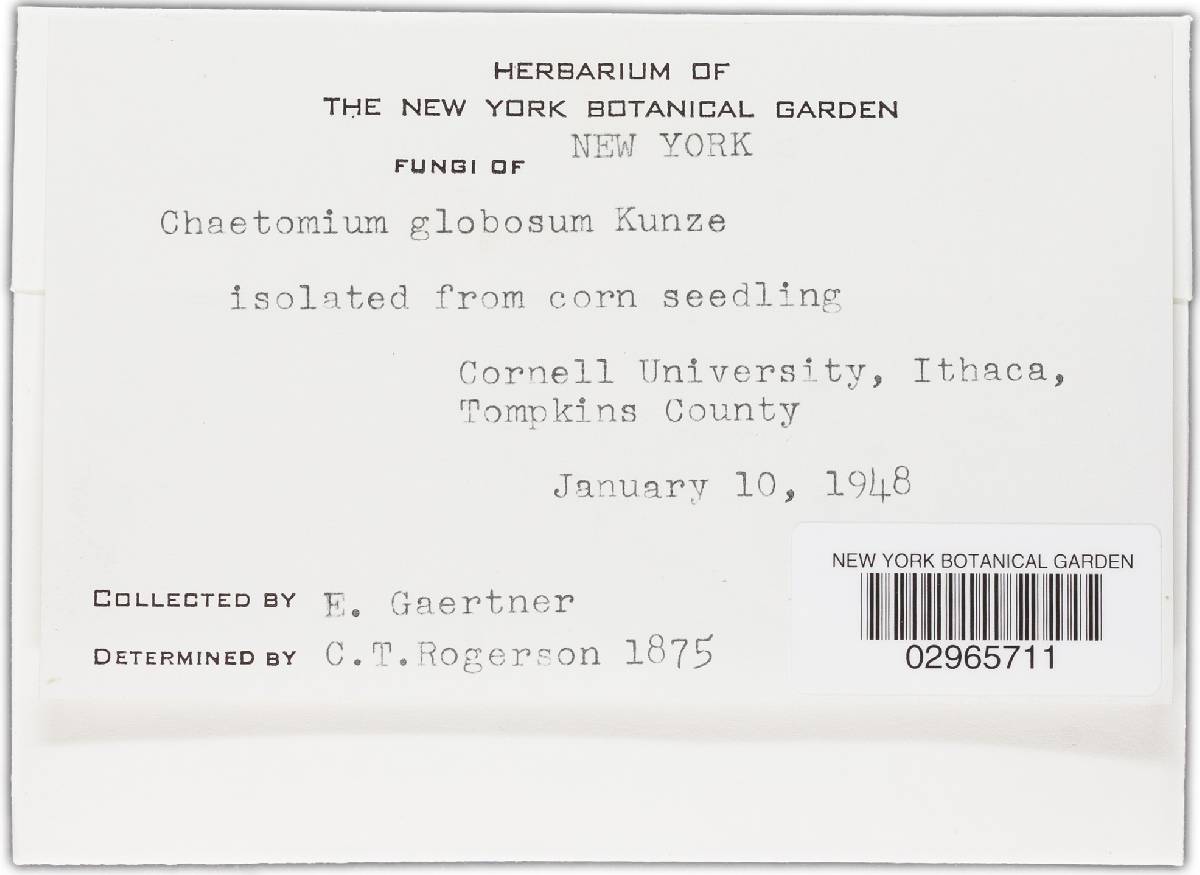 HERBARIUM OF
THE NEW YORK BOTANICAL GARDEN
FUNGI OF NEW YORK
Chaetomium globosum Kunze
isolated from corn seedling
Cornell University, Ithaca,
Tompkins County
January 10, 1948
COLLECTED BY E. Gaertner
DETERMINED BY C.T.Rogerson 1875
NEW YORK BOTANICAL GARDEN
02965711